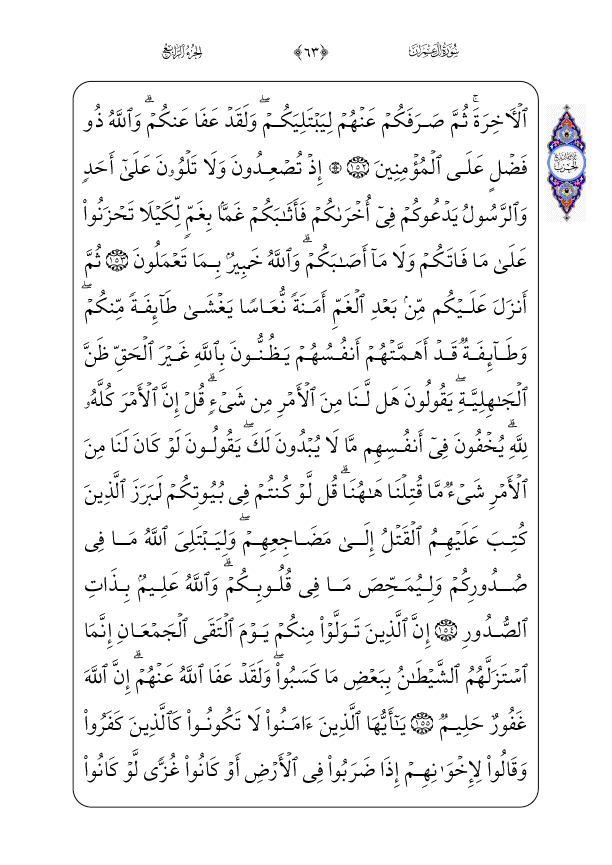 سُورَةُ آلِ عِمْرَان ﴿٦٣﴾ الجُزْءُ الرَّابِعُ
ٱلۡأٓخِرَةَۚ ثُمَّ صَرَفَكُمۡ عَنۡهُمۡ لِيَبۡتَلِيَكُمۡۖ وَلَقَدۡ عَفَا عَنكُمۡۗ وَٱللَّهُ ذُو
فَضۡلٍ عَلَى ٱلۡمُؤۡمِنِينَ ١٥٢ ۞ إِذۡ تُصۡعِدُونَ وَلَا تَلۡوُۥنَ عَلَىٰٓ أَحَدٖ
وَٱلرَّسُولُ يَدۡعُوكُمۡ فِيٓ أُخۡرَىٰكُمۡ فَأَثَٰبَكُمۡ غَمَّۢا بِغَمّٖ لِّكَيۡلَا تَحۡزَنُواْ
عَلَىٰ مَا فَاتَكُمۡ وَلَا مَآ أَصَٰبَكُمۡۗ وَٱللَّهُ خَبِيرُۢ بِمَا تَعۡمَلُونَ ١٥٣ ثُمَّ
أَنزَلَ عَلَيۡكُم مِّنۢ بَعۡدِ ٱلۡغَمِّ أَمَنَةٗ نُّعَاسٗا يَغۡشَىٰ طَآئِفَةٗ مِّنكُمۡۖ
وَطَآئِفَةٞ قَدۡ أَهَمَّتۡهُمۡ أَنفُسُهُمۡ يَظُنُّونَ بِٱللَّهِ غَيۡرَ ٱلۡحَقِّ ظَنَّ
ٱلۡجَٰهِلِيَّةِۖ يَقُولُونَ هَل لَّنَا مِنَ ٱلۡأَمۡرِ مِن شَيۡءٖۗ قُلۡ إِنَّ ٱلۡأَمۡرَ كُلَّهُۥ
لِلَّهِۗ يُخۡفُونَ فِيٓ أَنفُسِهِم مَّا لَا يُبۡدُونَ لَكَۖ يَقُولُونَ لَوۡ كَانَ لَنَا مِنَ
ٱلۡأَمۡرِ شَيۡءٞ مَّا قُتِلۡنَا هَٰهُنَاۗ قُل لَّوۡ كُنتُمۡ فِي بُيُوتِكُمۡ لَبَرَزَ ٱلَّذِينَ
كُتِبَ عَلَيۡهِمُ ٱلۡقَتۡلُ إِلَىٰ مَضَاجِعِهِمۡۖ وَلِيَبۡتَلِيَ ٱللَّهُ مَا فِي
صُدُورِكُمۡ وَلِيُمَحِّصَ مَا فِي قُلُوبِكُمۡۗ وَٱللَّهُ عَلِيمُۢ بِذَاتِ
ٱلصُّدُورِ ١٥٤ إِنَّ ٱلَّذِينَ تَوَلَّوۡاْ مِنكُمۡ يَوۡمَ ٱلۡتَقَى ٱلۡجَمۡعَانِ إِنَّمَا
ٱسۡتَزَلَّهُمُ ٱلشَّيۡطَٰنُ بِبَعۡضِ مَا كَسَبُواْۖ وَلَقَدۡ عَفَا ٱللَّهُ عَنۡهُمۡۗ إِنَّ ٱللَّهَ
غَفُورٌ حَلِيمٞ ١٥٥ يَٰٓأَيُّهَا ٱلَّذِينَ ءَامَنُواْ لَا تَكُونُواْ كَٱلَّذِينَ كَفَرُواْ
وَقَالُواْ لِإِخۡوَٰنِهِمۡ إِذَا ضَرَبُواْ فِي ٱلۡأَرۡضِ أَوۡ كَانُواْ غُزّٗى لَّوۡ كَانُواْ